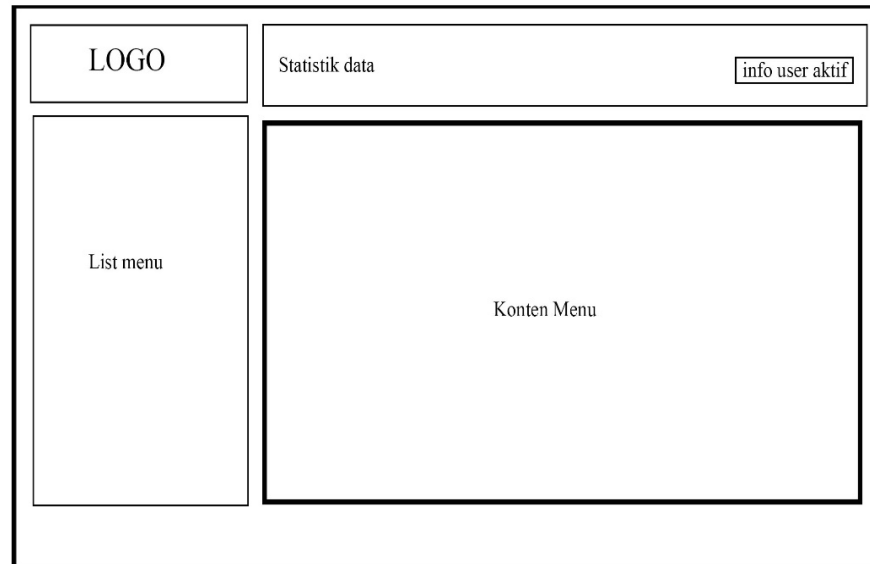 LOGO
Statistik data
info user aktif
List menu
Konten Menu